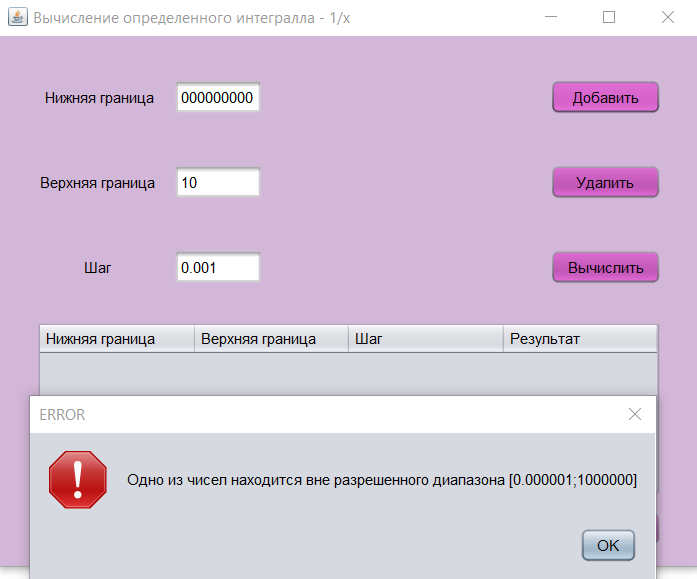 Вычисление определенного интегралла - 1/x
Нижняя граница 000000000 Добавить
Верхняя граница 10 Удалить
Шаг 0.001 Вычислить
Нижняя граница Верхняя граница Шаг Результат
ERROR
Одно из чисел находится вне разрешенного диапазона [0.000001;1000000]
OK